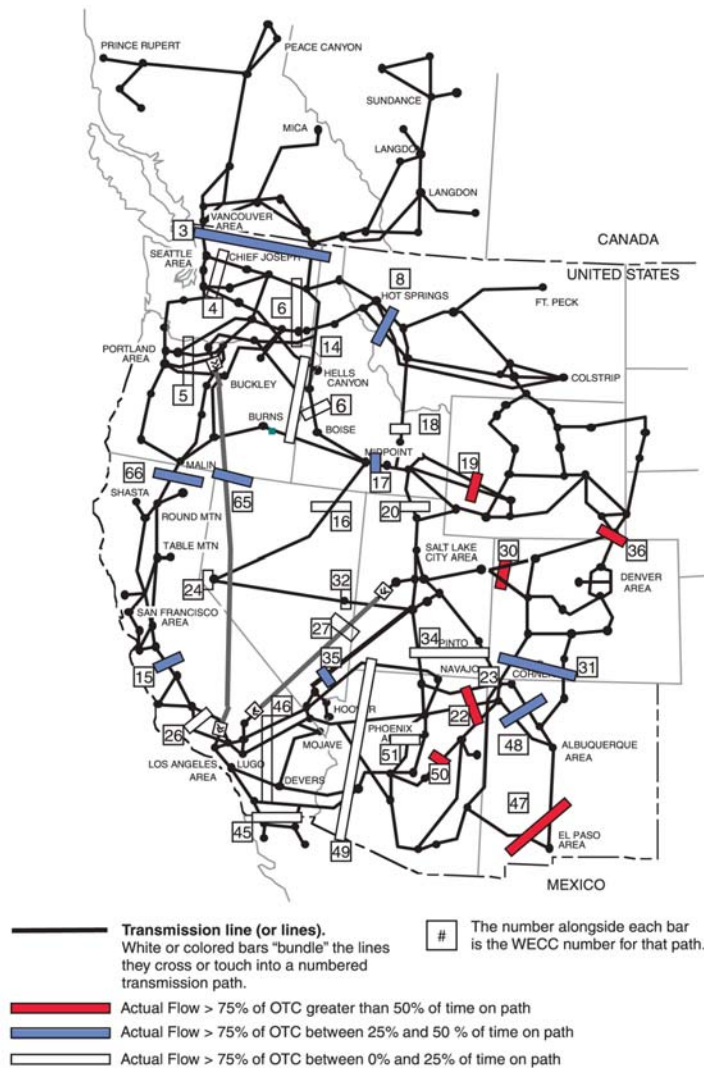 PRINCE RUPERT
PEACE CANYON
SUNDANCE
MICA
LANGDO
LANGDON
VANCOUVER
AREA
3
CANADA
SEATTLE
AREA
CHIEF JOSEPH
UNITED STATES
8
HOT SPRINGS
4
6
FT. PECK
PORTLAND
AREA
14
HELLS
CANYON
COLSTRIP
5
BUCKLEY
6
BURNS
BOISE
18
MALIN
MIDPOINT
66
19
17
65
SHASTA
ROUND MTN
16
20
36
TABLE MTN
SALT LAKE
CITY AREA
30
24
32
DENVER
AREA
SAN FRANCISCO
AREA
27
34
PINTO
15
35
NAVAJO
23
CORNE
31
46
HOO
ER
22
26
PHOENIX
A
48
MOJAVE
51
ALBUQUERQUE
AREA
LOS ANGELES
AREA
LUGO
50
DEVERS
47
45
49
EL PASO
AREA
MEXICO
Transmission line (or lines).
White or colored bars “bundle” the lines
they cross or touch into a numbered
transmission path.
#
The number alongside each bar
is the WECC number for that path.
Actual Flow > 75% of OTC greater than 50% of time on path
Actual Flow > 75% of OTC between 25% and 50 % of time on path
Actual Flow > 75% of OTC between 0% and 25% of time on path